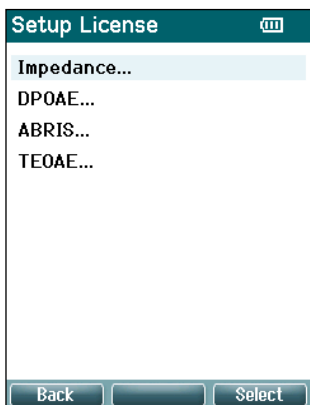 Setup License
Impedance...
DPOAE...
ABRIS...
TEOAE...
Back Select